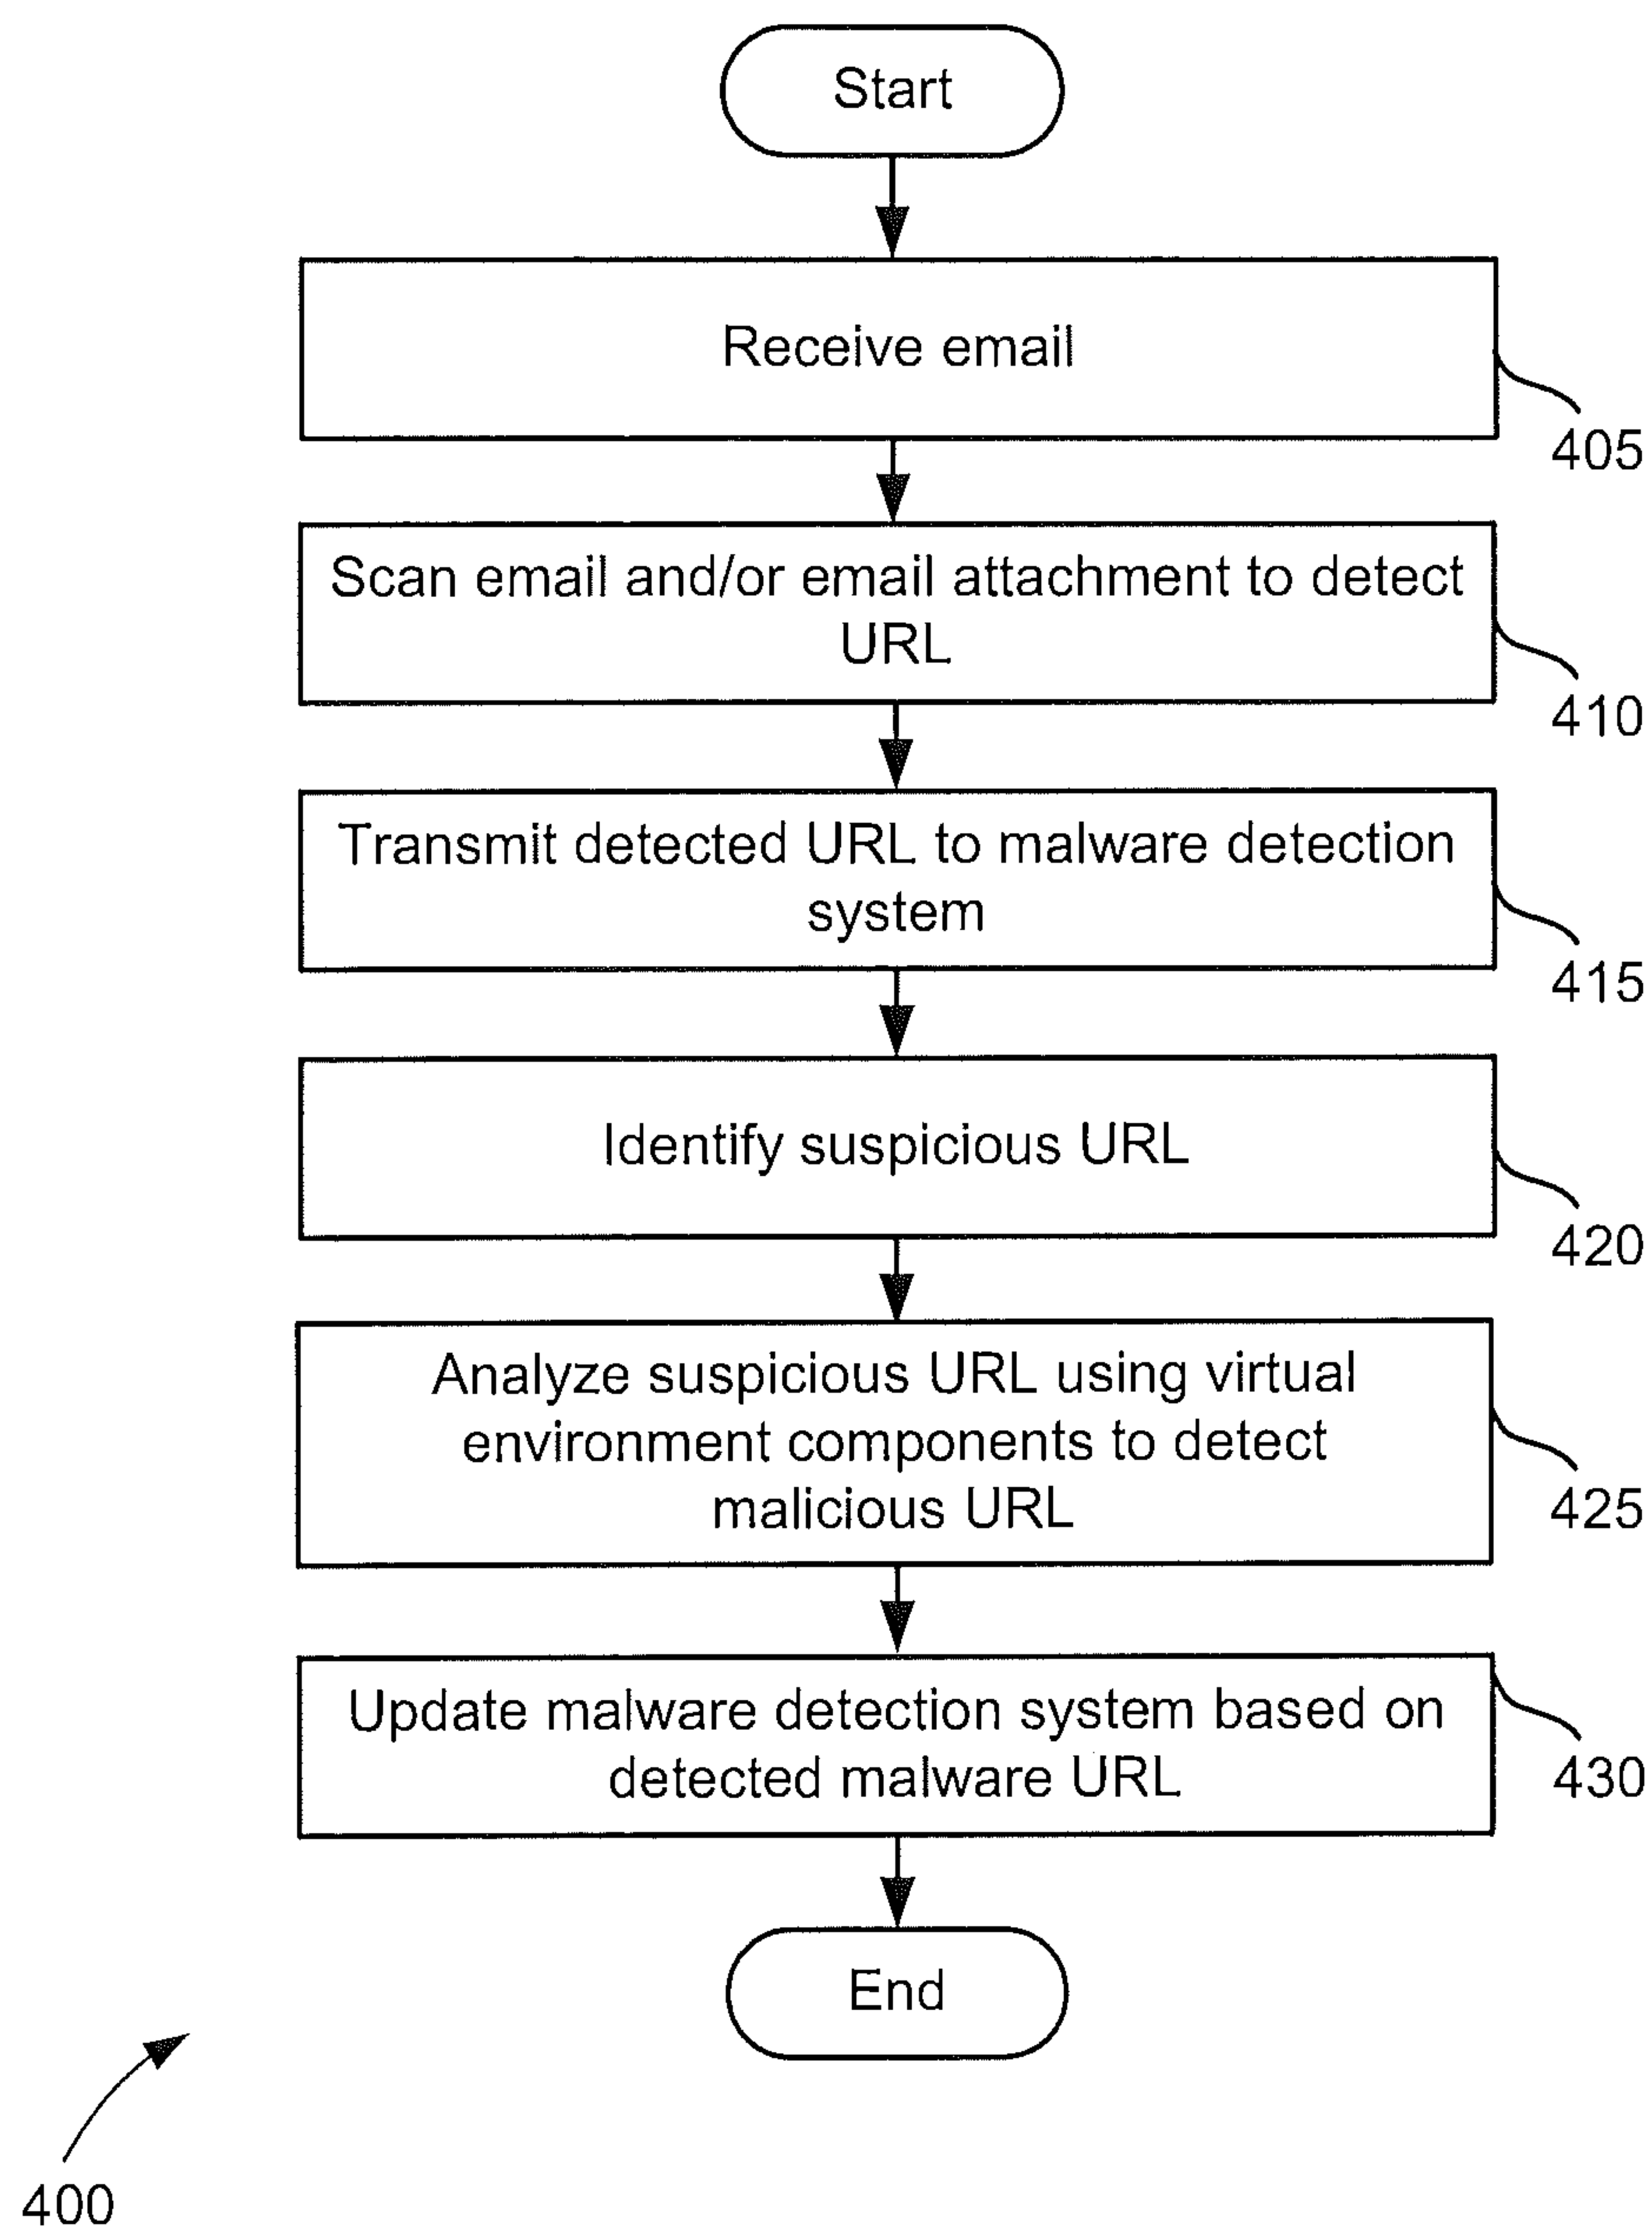 Start
Receive email
405
Scan email and/or email attachment to detect
URL
410
Transmit detected URL to malware detection
system
415
Identify suspicious URL
420
Analyze suspicious URL using virtual
environment components to detect
malicious URL
425
Update malware detection system based on
detected malware URL
430
End
400